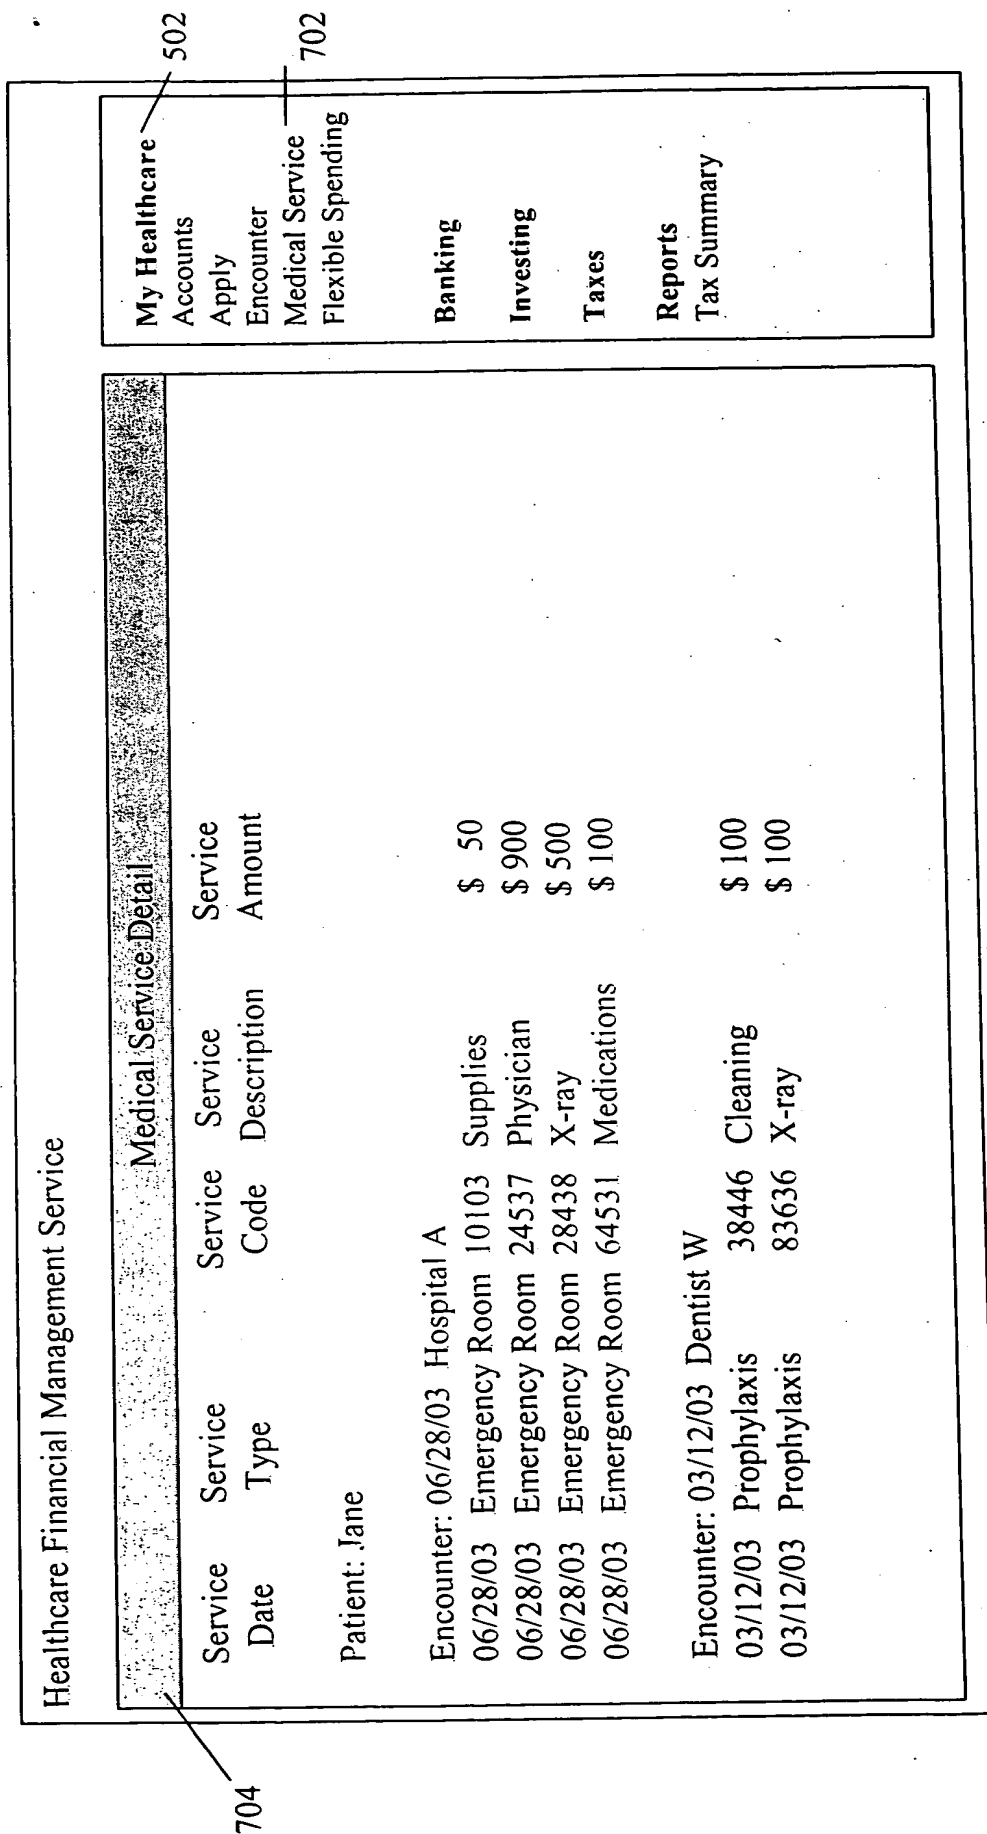 Healthcare Financial Management Service
704
Medical Service Detail
Service Service Service Service Service
Date Type Code Description Amount
Patient: Jane
Encounter: 06/28/03 Hospital A
06/28/03 Emergency Room 10103 Supplies $ 50
06/28/03 Emergency Room 24537 Physician $ 900
06/28/03 Emergency Room 28438 X-ray $ 500
06/28/03 Emergency Room 64531 Medications $ 100
Encounter: 03/12/03 Dentist W
03/12/03 Prophylaxis 38446 Cleaning $ 100
03/12/03 Prophylaxis 83636 X-ray $ 100
My Healthcare 502
Accounts
Apply
Encounter
Medical Service 702
Flexible Spending
Banking
Investing
Taxes
Reports
Tax Summary